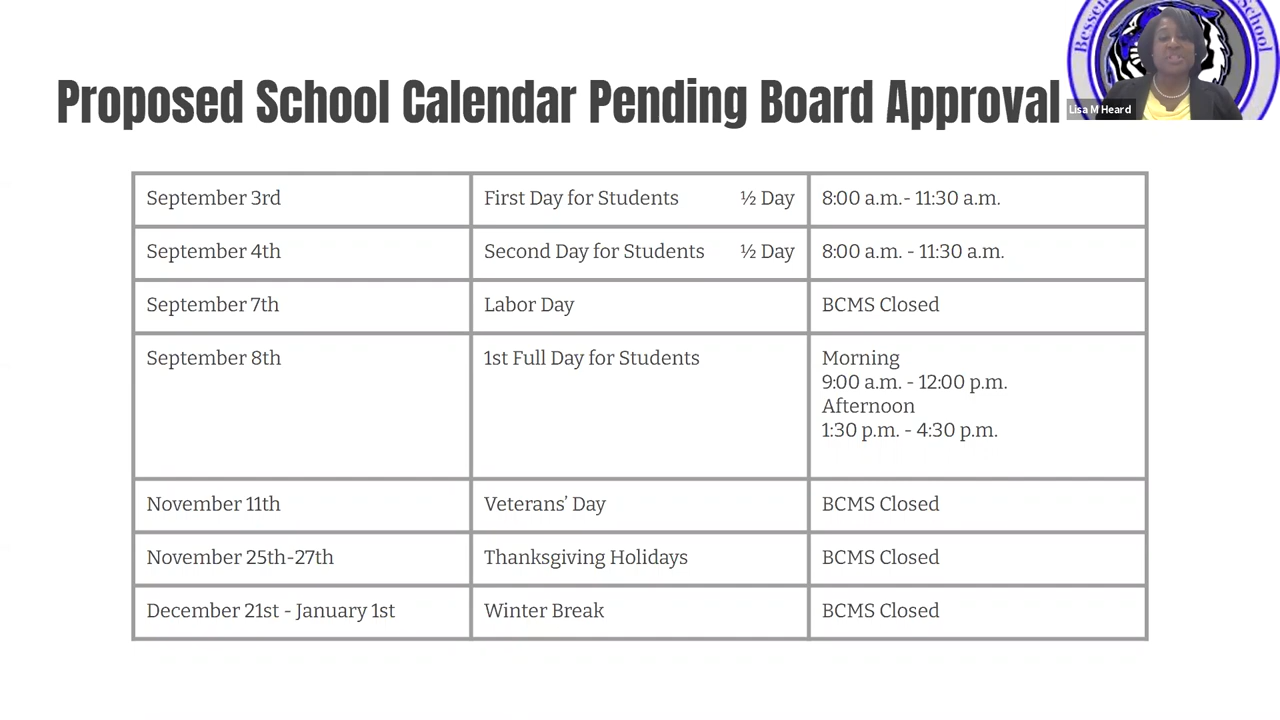 Bessem
School
Proposed School Calendar Pending Board Approval
Lisa M Heard
September 3rd First Day for Students ½ Day 8:00 a.m.- 11:30 a.m.
September 4th Second Day for Students ½ Day 8:00 a.m. - 11:30 a.m.
September 7th Labor Day BCMS Closed
September 8th 1st Full Day for Students Morning
9:00 a.m. - 12:00 p.m.
Afternoon
1:30 p.m. - 4:30 p.m.
November 11th Veterans’ Day BCMS Closed
November 25th-27th Thanksgiving Holidays BCMS Closed
December 21st - January 1st Winter Break BCMS Closed